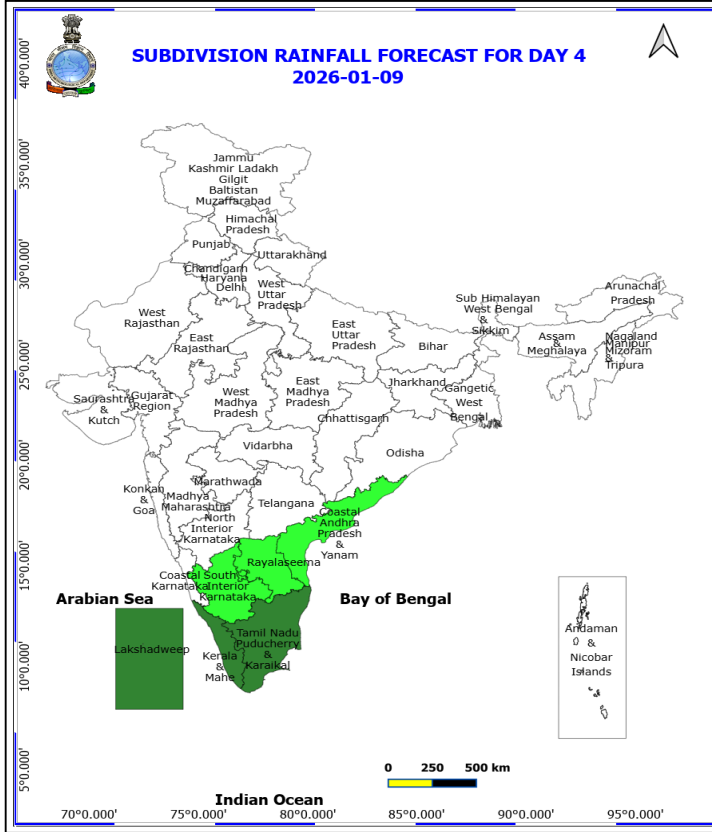 SUBDIVISION RAINFALL FORECAST FOR DAY 4
2026-01-09
40°0.000'
35°0.000'
30°0.000'
25°0.000'
20°0.000'
15°0.000'
10°0.000'
5°0.000'
Jammu
Kashmir Ladakh
Gilgit
Baltistan
Muzaffarabad
Himachal
Pradesh
Punjab
Uttarakhand
Chandigarh
Haryana
Delhi
West
Uttar
Pradesh
West
Rajasthan
East
Rajasthan
East
Uttar
Pradesh
Bihar
Sub Himalayan
West Bengal
&
Sikkim
Arunachal
Pradesh
Assam
&
Meghalaya
Nagaland
Manipur
Mizoram
&
Tripura
Saurashtra
&
Kutch
Gujarat
Region
West
Madhya
Pradesh
East
Madhya
Pradesh
Jharkhand
Gangetic
West
Bengal
Chhattisgarh
Vidarbha
Odisha
Konkan
&
Goa
Marathwada
Madhya
Maharashtra
North
Interior
Karnataka
Telangana
Coastal
Andhra
Pradesh
&
Yanam
Rayalaseema
Coastal
Karnataka
South
Interior
Karnataka
Arabian Sea
Bay of Bengal
Lakshadweep
Kerala
&
Mahe
Tamil Nadu
Puducherry
&
Karaikal
Andaman
&
Nicobar
Islands
0 250 500 km
Indian Ocean
70°0.000' 75°0.000' 80°0.000' 85°0.000' 90°0.000' 95°0.000'